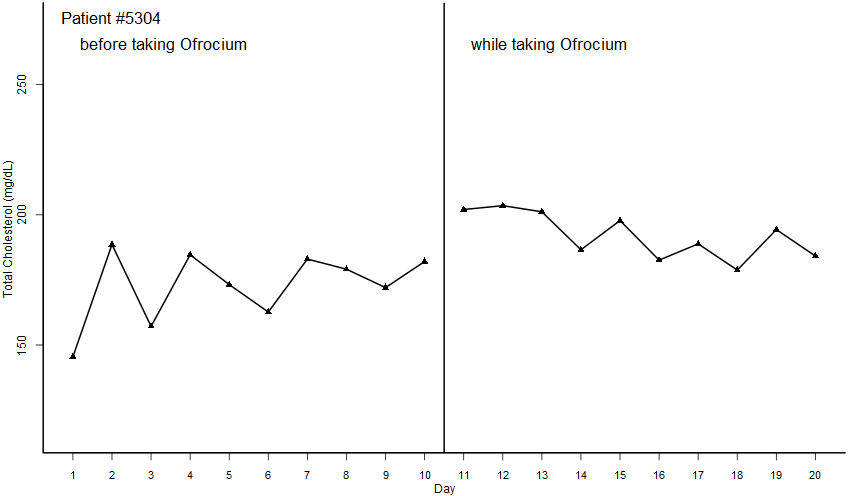 Patient #5304
before taking Ofrocium
while taking Ofrocium
Total Cholesterol (mg/dL)
250
200
150
1 2 3 4 5 6 7 8 9 10 11 12 13 14 15 16 17 18 19 20
Day